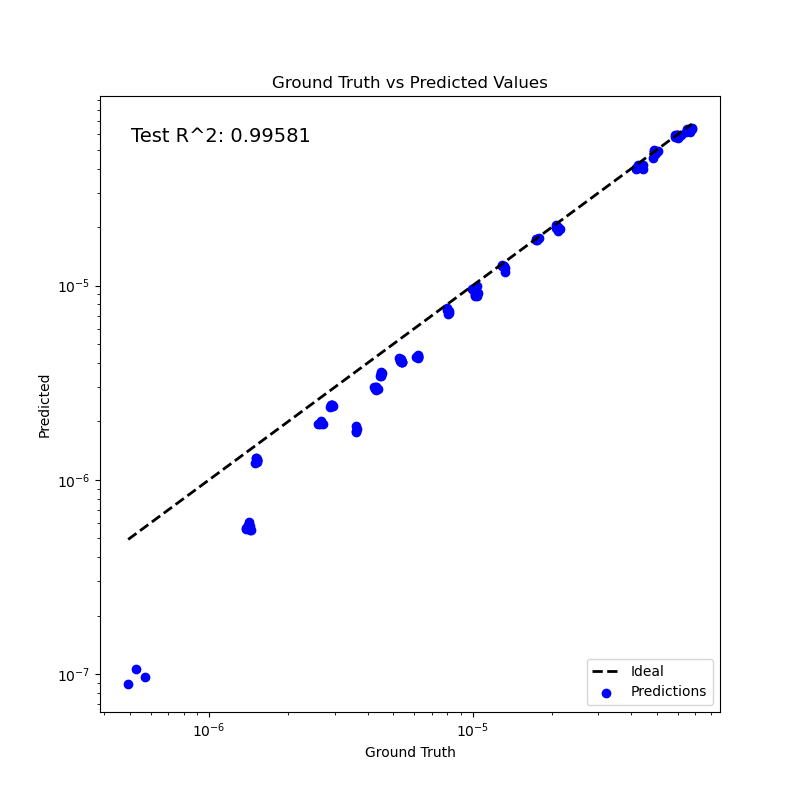 Ground Truth vs Predicted Values
Test R^2: 0.99581
Predicted
10⁻⁵
10⁻⁶
10⁻⁷
Ideal
Predictions
10⁻⁶ 10⁻⁵
Ground Truth